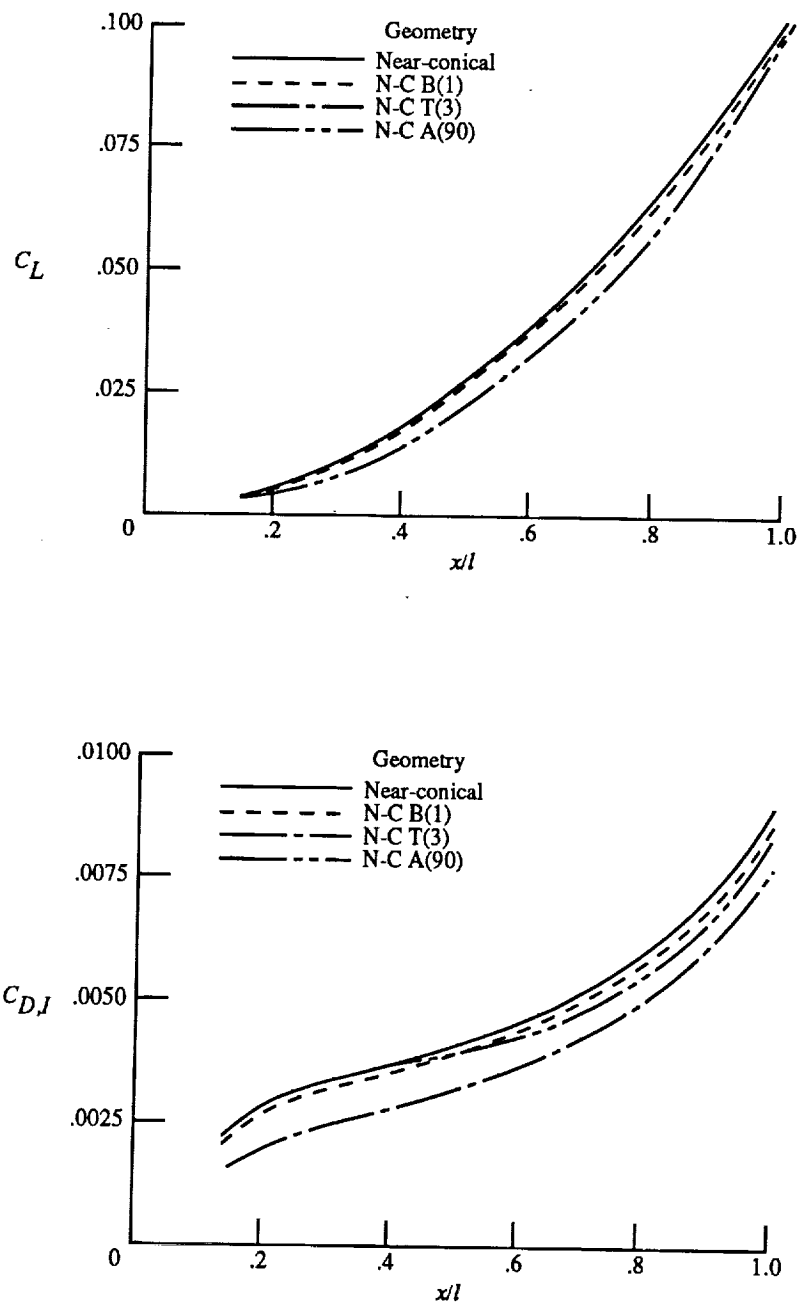 .100
Geometry
Near-conical
N-C B(1)
N-C T(3)
N-C A(90)
.075
.050
C_L
.025
0
.2
.4
.6
.8
1.0
x/l
.0100
Geometry
Near-conical
N-C B(1)
N-C T(3)
N-C A(90)
.0075
.0050
C_{D,I}
.0025
0
.2
.4
.6
.8
1.0
x/l